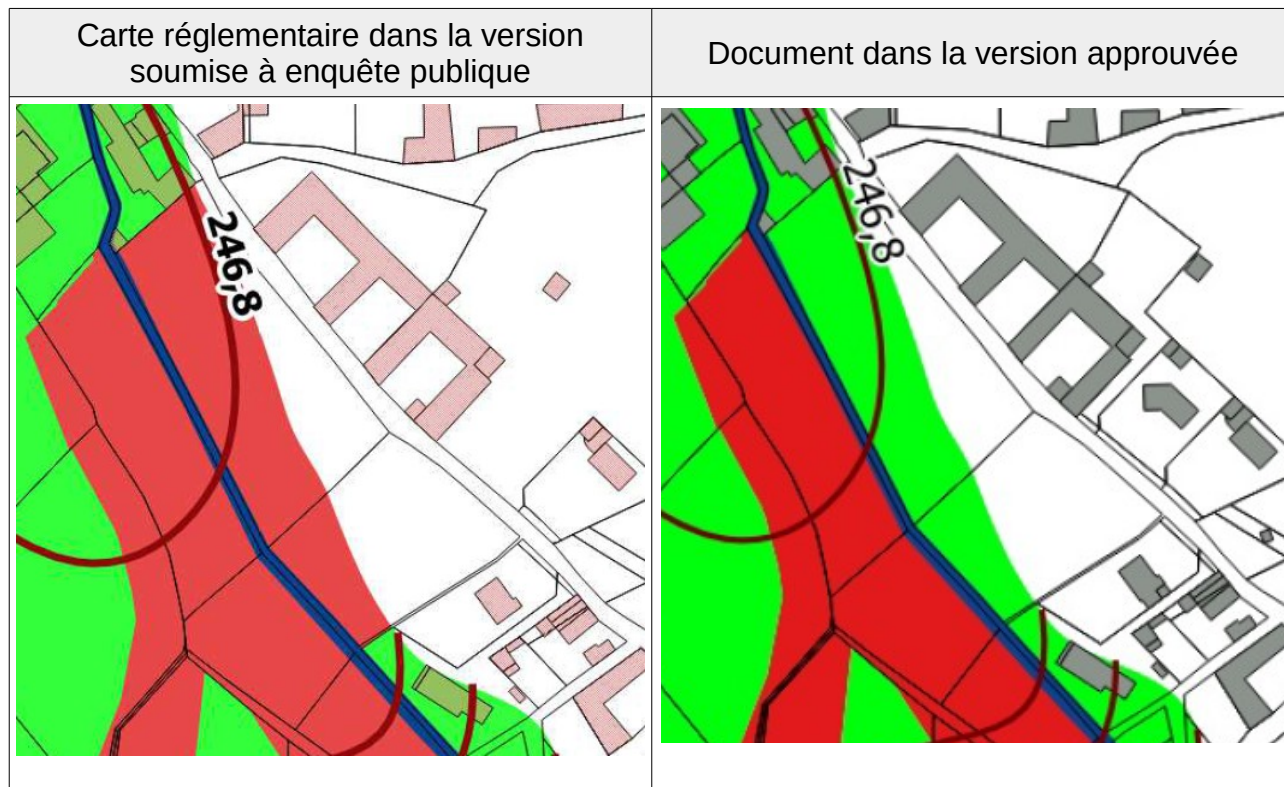 Carte réglementaire dans la version
soumise à enquête publique
Document dans la version approuvée
246,8
246,8